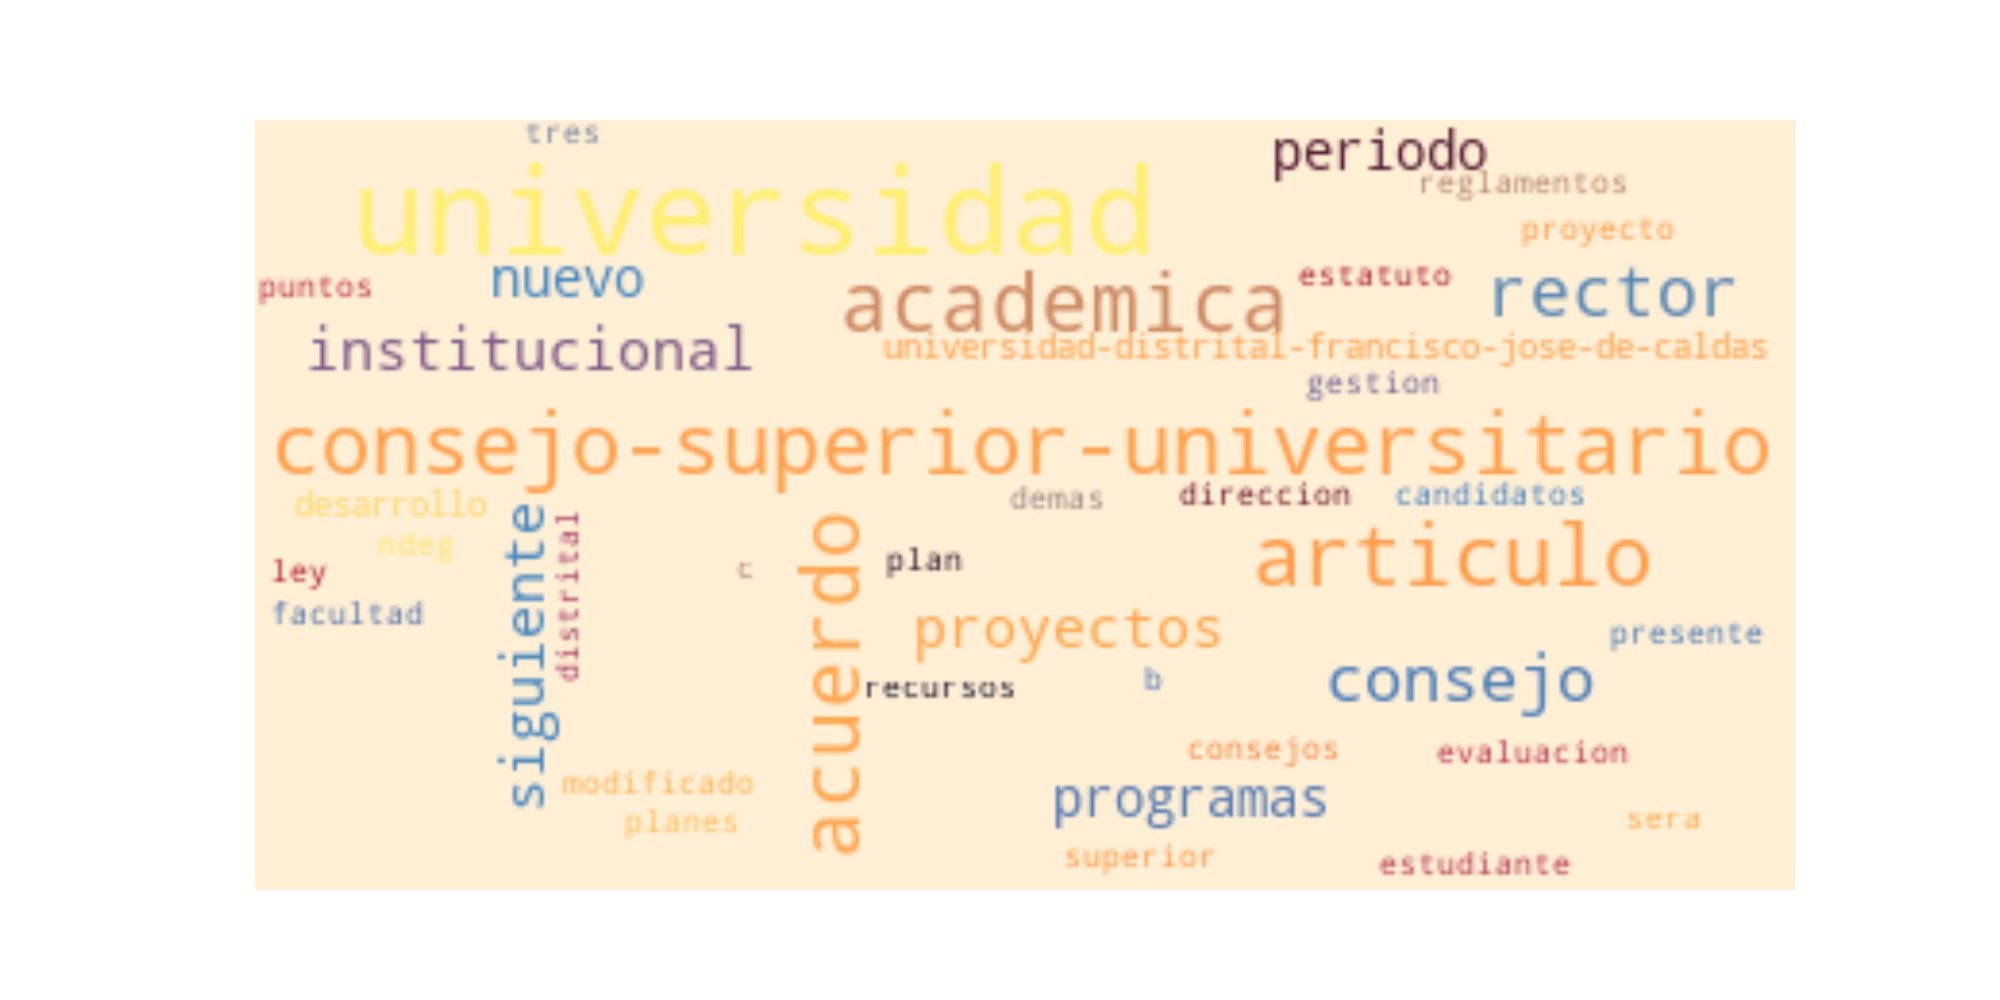 tres
periodo
universidad
reglamentos
proyecto
puntos
nuevo
academica
estatuto
rector
institucional
universidad-distrital-francisco-jose-de-caldas
gestion
consejo-superior-universitario
desarrollo
siguiente
distrital
demas
direccion
candidatos
ndeg
acuerdo
articulo
ley
c
plan
facultad
proyectos
presente
recursos
b
consejo
consejos
evaluacion
modificado
programas
planes
sera
superior
estudiante